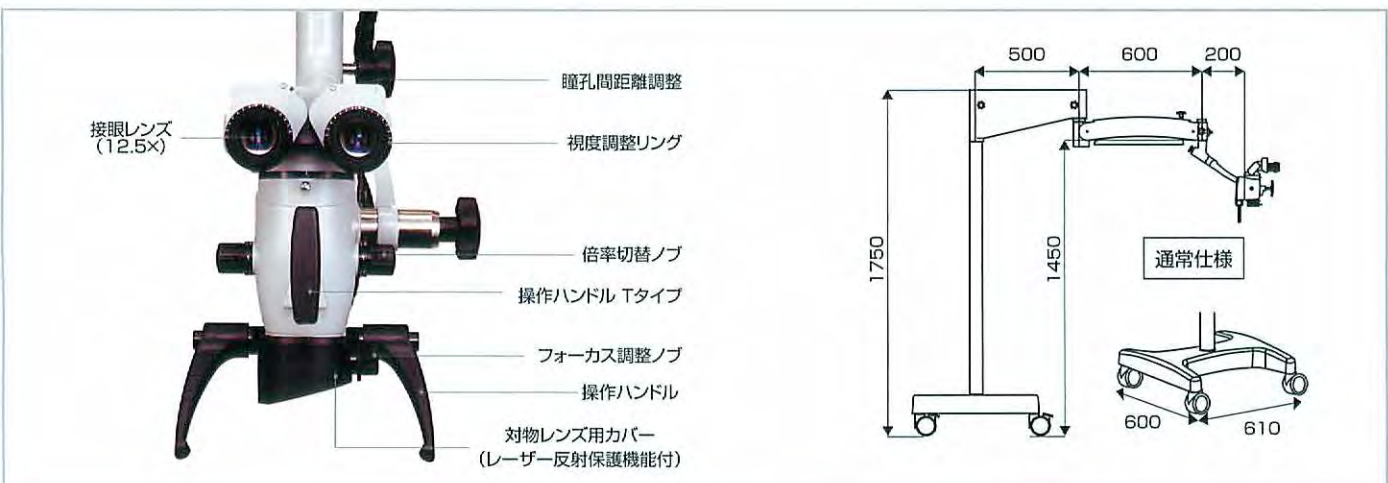 接眼レンズ
(12.5×)
瞳孔間距離調整
視度調整リング
倍率切替ノブ
操作ハンドル Tタイプ
フォーカス調整ノブ
操作ハンドル
対物レンズ用カバー
(レーザー反射保護機能付)
500
600
200
1750
1450
通常仕様
600
610